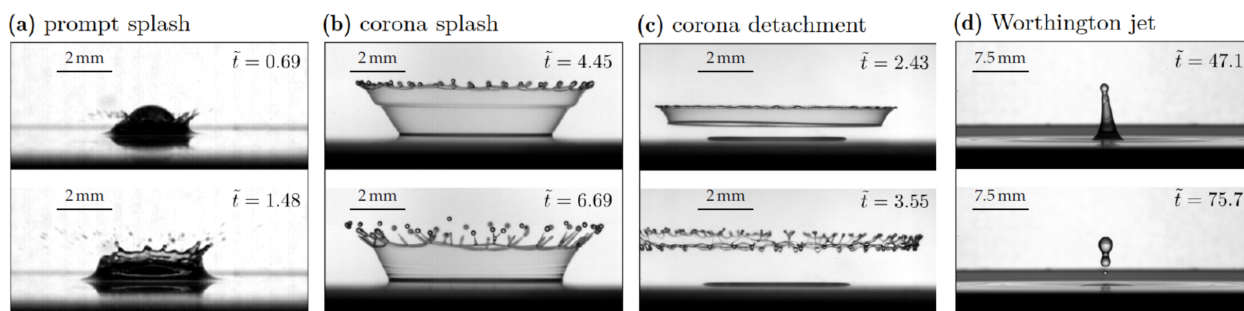 (a) prompt splash
(b) corona splash
(c) corona detachment
(d) Worthington jet
2 mm
t̃ = 0.69
2 mm
t̃ = 4.45
2 mm
t̃ = 2.43
7.5 mm
t̃ = 47.1
2 mm
t̃ = 1.48
2 mm
t̃ = 6.69
2 mm
t̃ = 3.55
7.5 mm
t̃ = 75.7